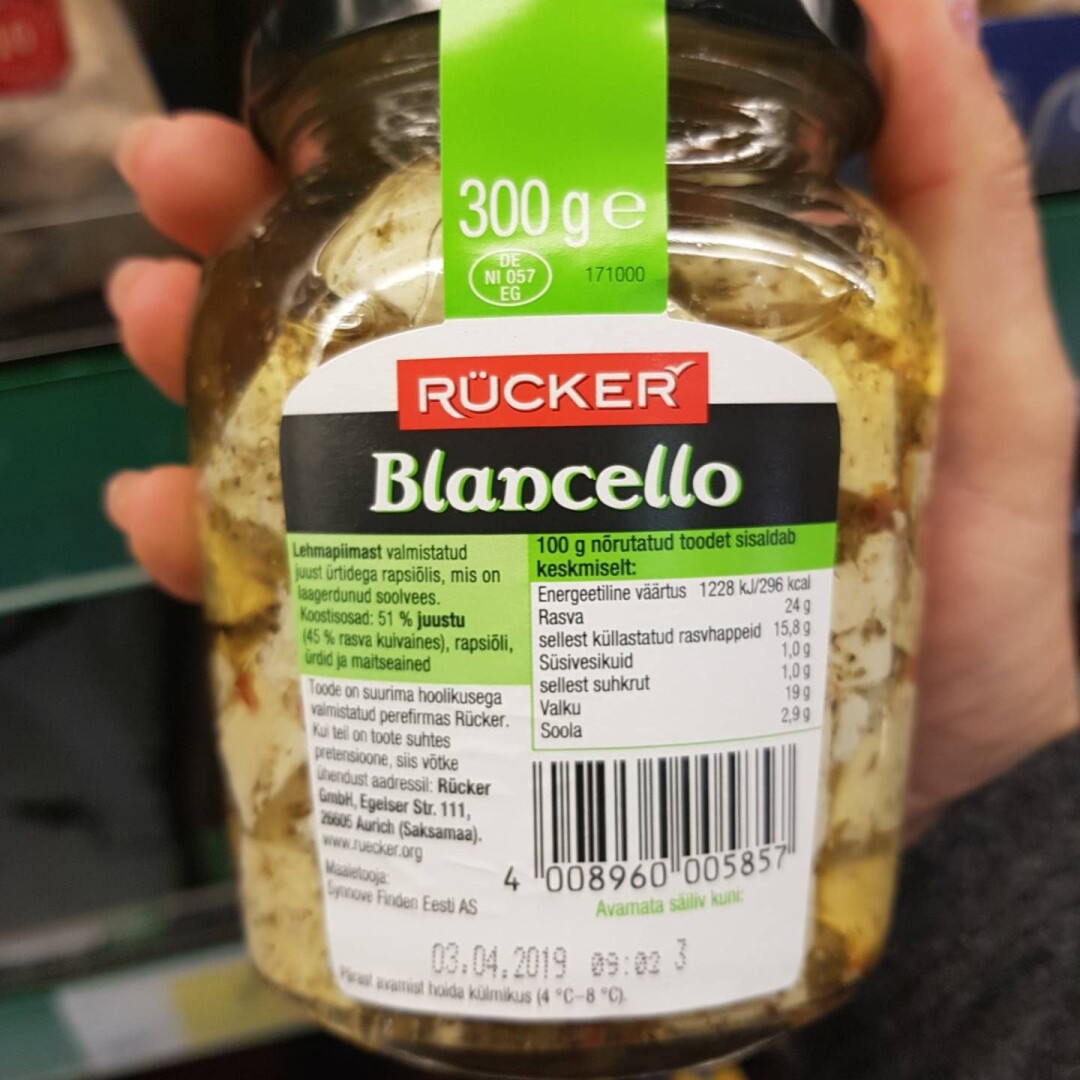 300 g e
DE
NI 057
EG
171000
RÜCKER
Blancello
Lehmapiimast valmistatud
juust ürtidega rapsiõlis, mis on
laagerdunud soolvees.
Koostisosad: 51 % juustu
(45 % rasva kuivaines), rapsiõli,
ürdid ja maitseained
Toode on suurima hoolikusega
valmistatud perefirmas Rücker.
Kui teil on toote suhtes
pretensioone, siis võtke
ühendust aadressil: Rücker
GmbH, Egelser Str. 111,
26605 Aurich (Saksamaa).
www.ruecker.org
Maaletooja:
Synnove Finden Eesti AS
100 g nõrutatud toodet sisaldab
keskmiselt:
Energeetiline väärtus 1228 kJ/296 kcal
Rasva 24 g
sellest küllastatud rasvhappeid 15,8 g
Süsivesikuid 1,0 g
sellest suhkrut 1,0 g
Valku 19 g
Soola 2,9 g
4 008960 005857
Avamata säiliv kuni:
03.04.2019 09:02 3
Pärast avamist hoida külmikus (4 °C–8 °C).